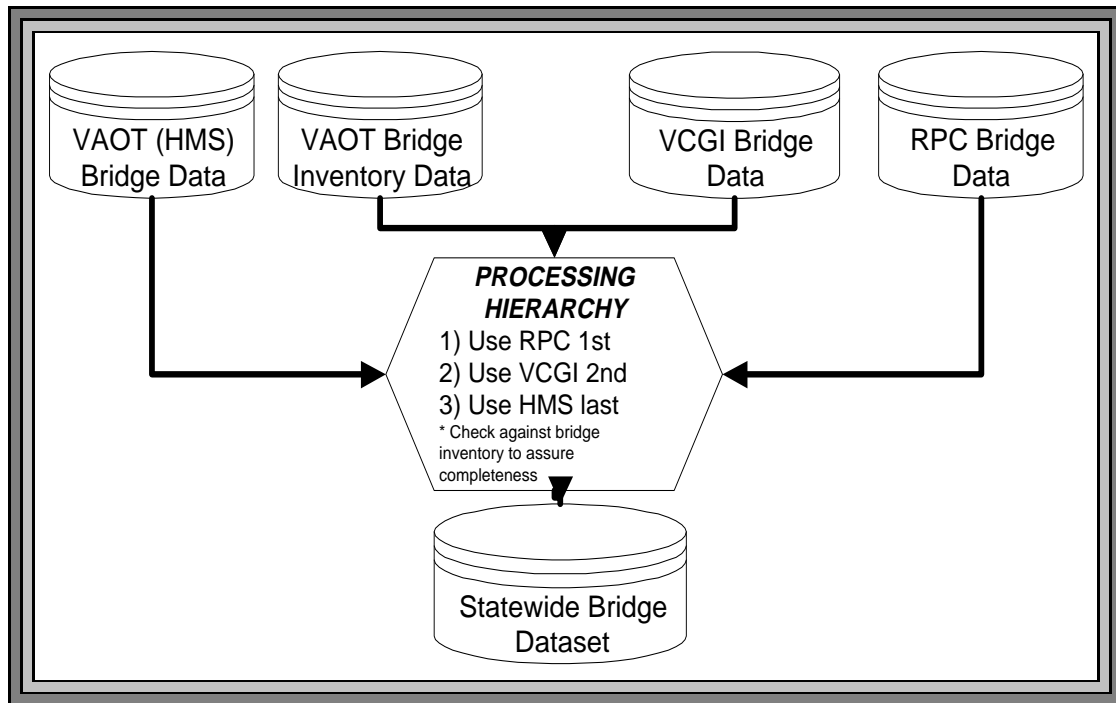 VAOT (HMS)
Bridge Data
VAOT Bridge
Inventory Data
VCGI Bridge
Data
RPC Bridge
Data
PROCESSING
HIERARCHY
1) Use RPC 1st
2) Use VCGI 2nd
3) Use HMS last
* Check against bridge
inventory to assure
completeness
Statewide Bridge
Dataset